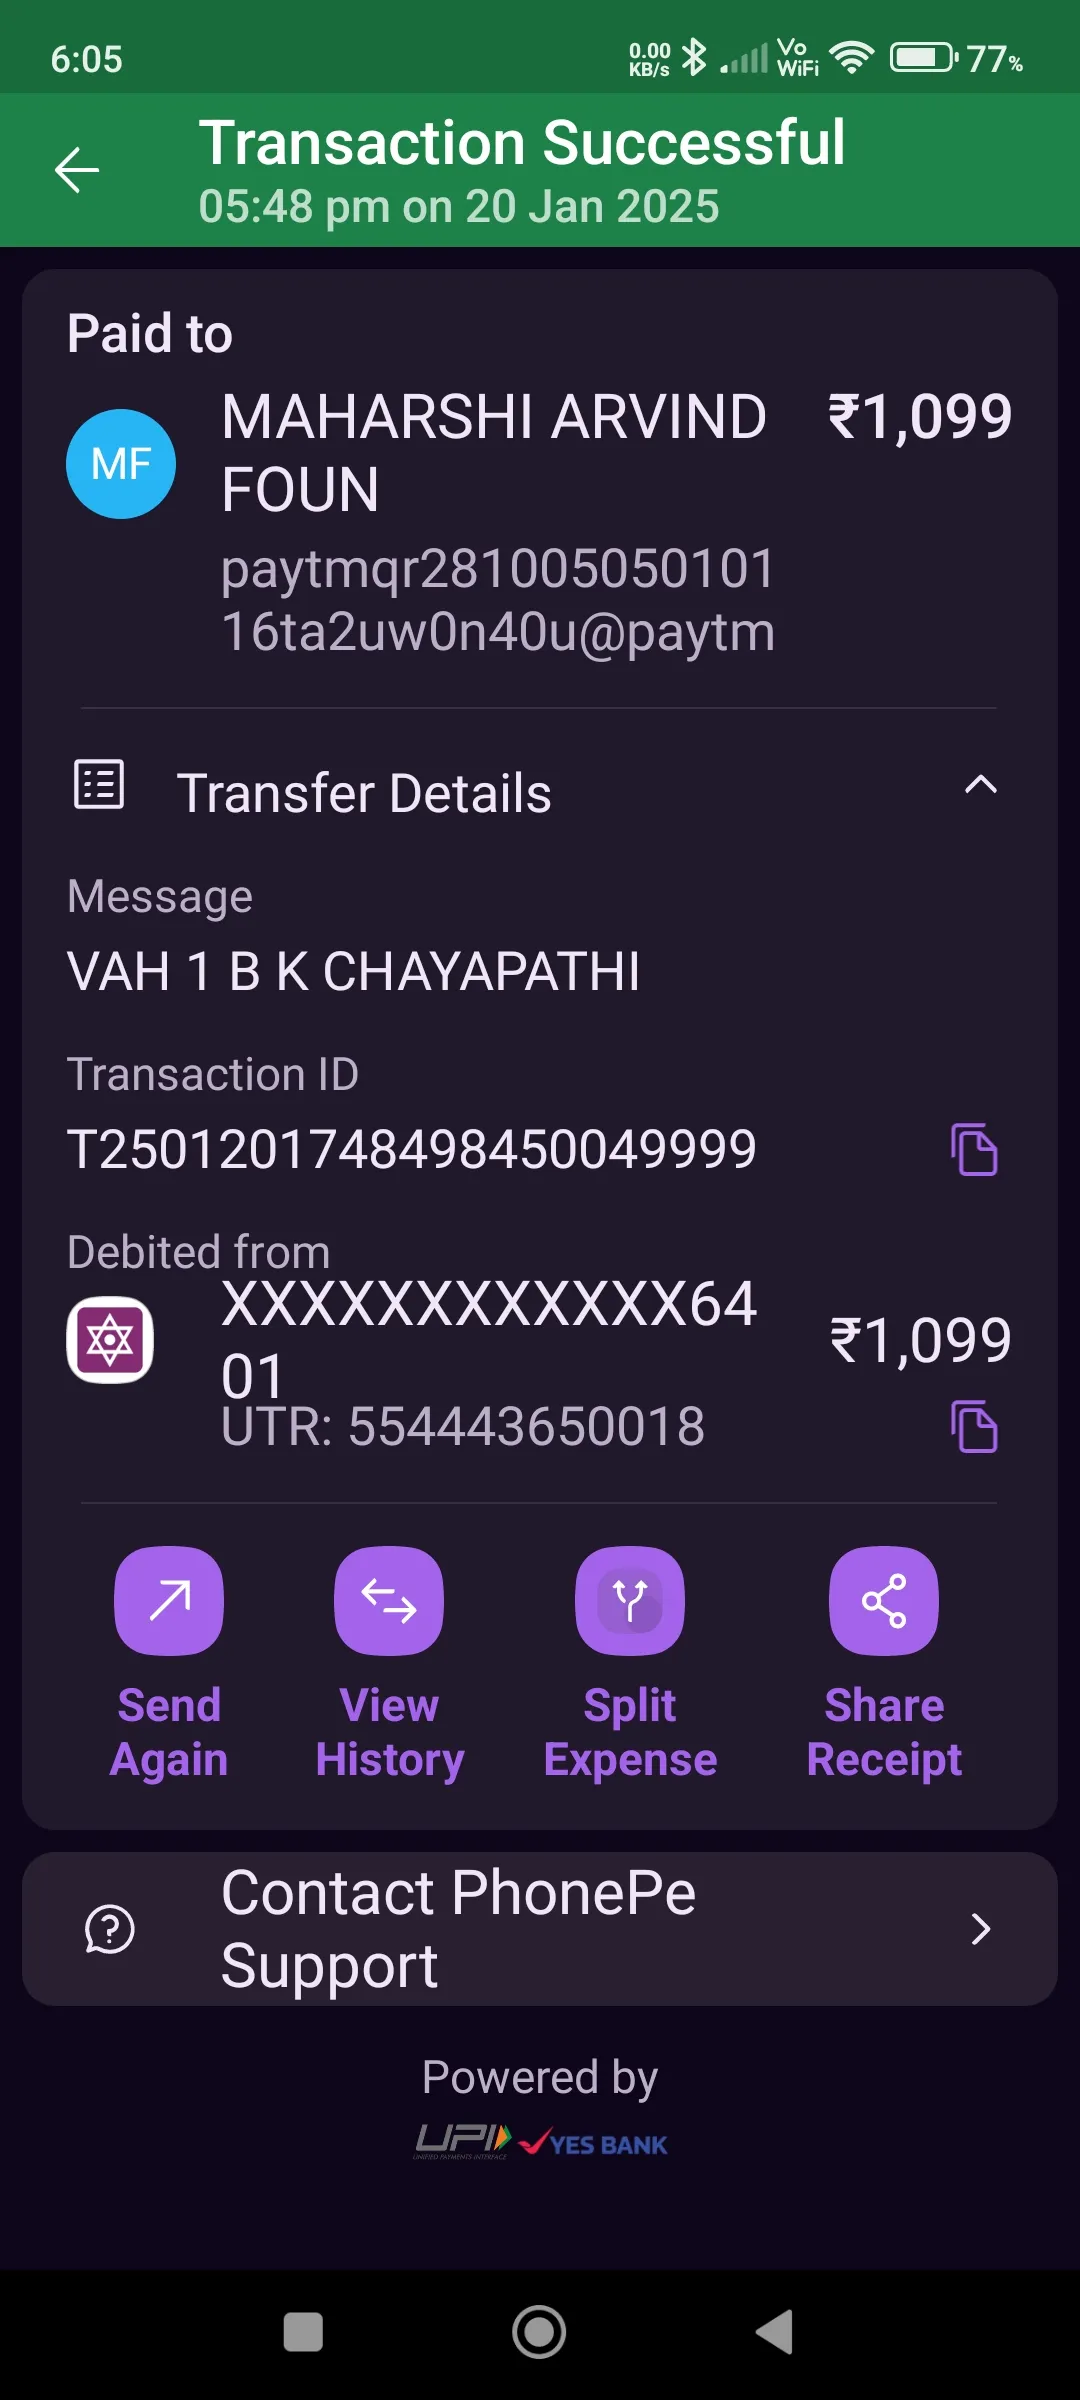 6:05
0.00
KB/s
Vo
WiFi
77%
Transaction Successful
05:48 pm on 20 Jan 2025
Paid to
MF
MAHARSHI ARVIND
FOUN
₹1,099
paytmqr281005050101
16ta2uw0n40u@paytm
Transfer Details
Message
VAH 1 B K CHAYAPATHI
Transaction ID
T2501201748498450049999
Debited from
XXXXXXXXXXXX64
01
₹1,099
UTR: 554443650018
Send
Again
View
History
Split
Expense
Share
Receipt
Contact PhonePe
Support
Powered by
UPI
UNIFIED PAYMENTS INTERFACE
YES BANK